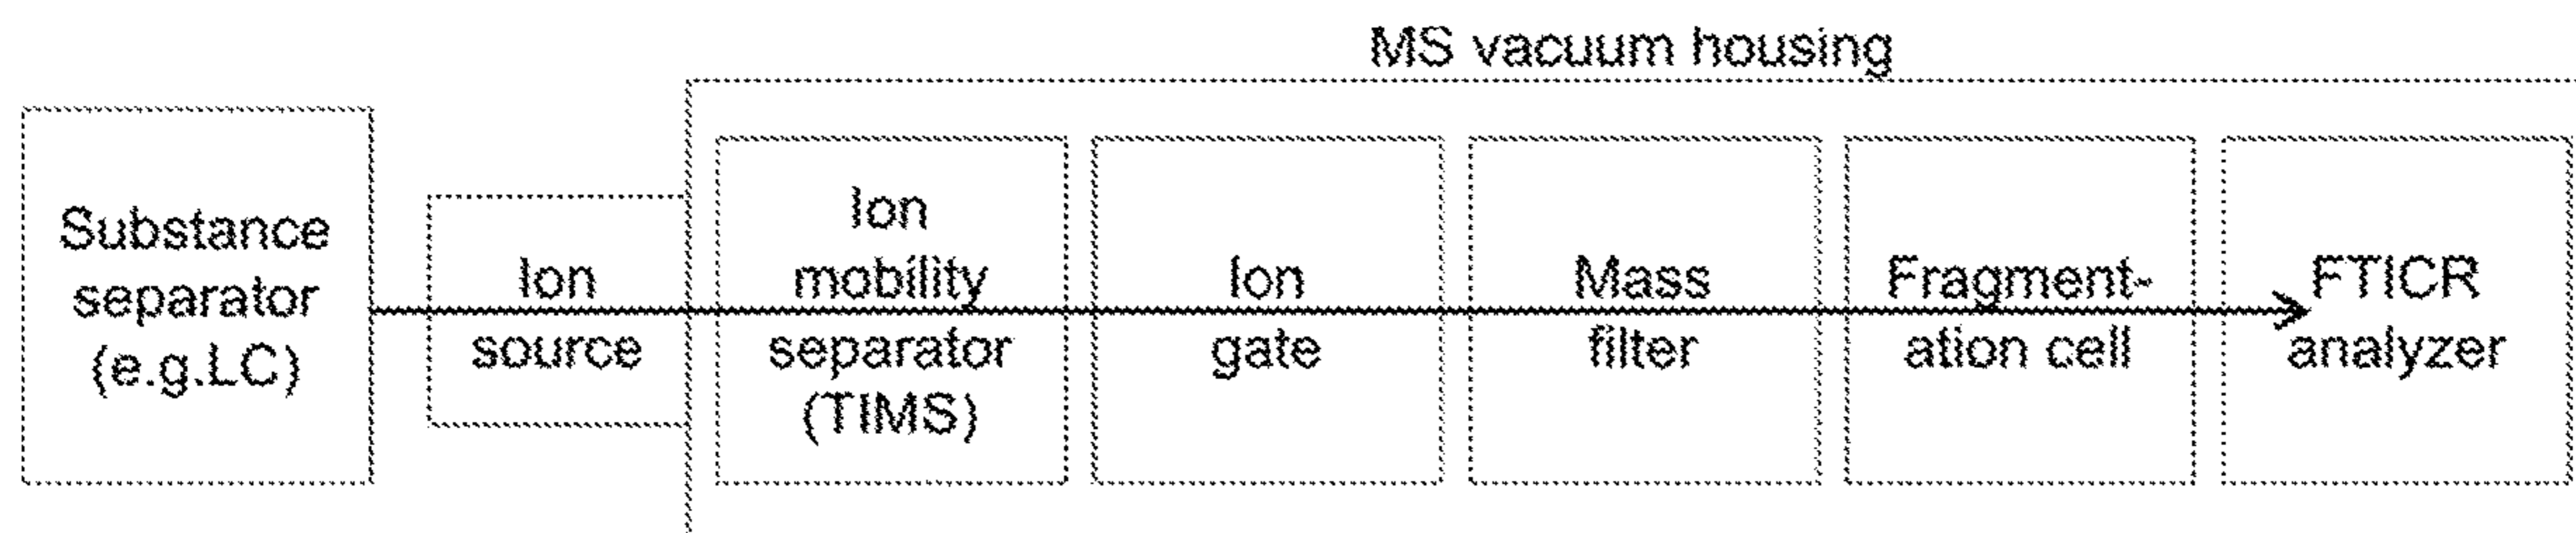 MS vacuum housing
Substance
separator
(e.g.LC)
Ion
source
Ion
mobility
separator
(TIMS)
Ion
gate
Mass
filter
Fragment-
ation cell
FTICR
analyzer